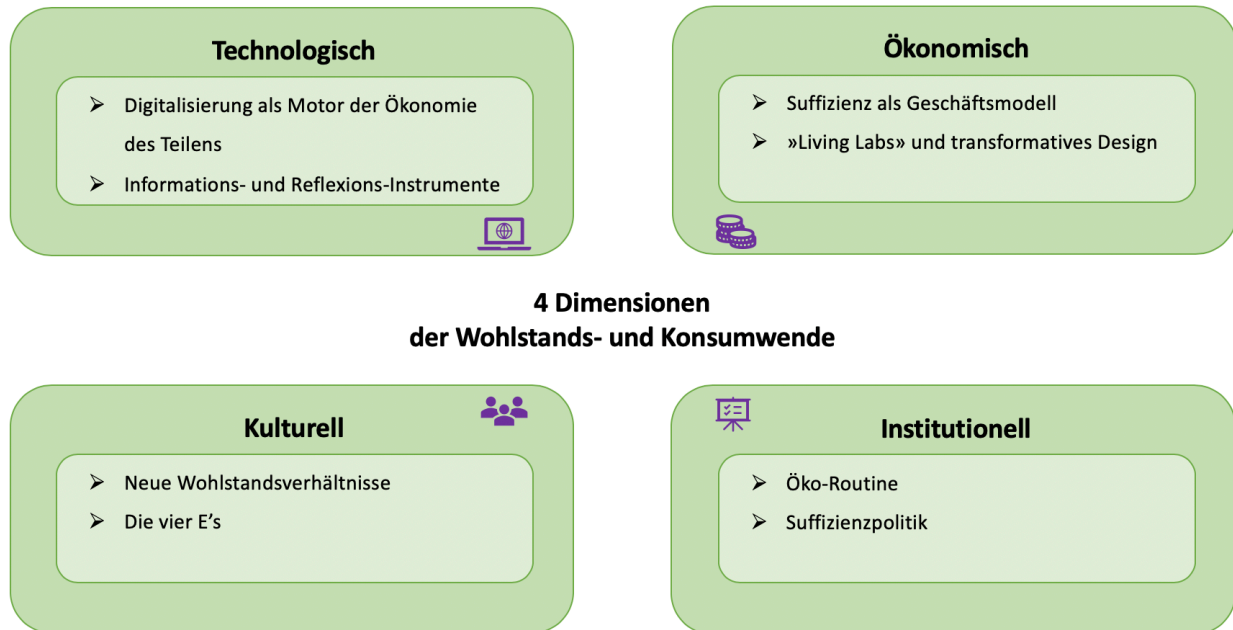 Technologisch
➢ Digitalisierung als Motor der Ökonomie
des Teilens
➢ Informations- und Reflexions-Instrumente
Ökonomisch
➢ Suffizienz als Geschäftsmodell
➢ »Living Labs» und transformatives Design
4 Dimensionen
der Wohlstands- und Konsumwende
Kulturell
➢ Neue Wohlstandsverhältnisse
➢ Die vier E’s
Institutionell
➢ Öko-Routine
➢ Suffizienzpolitik